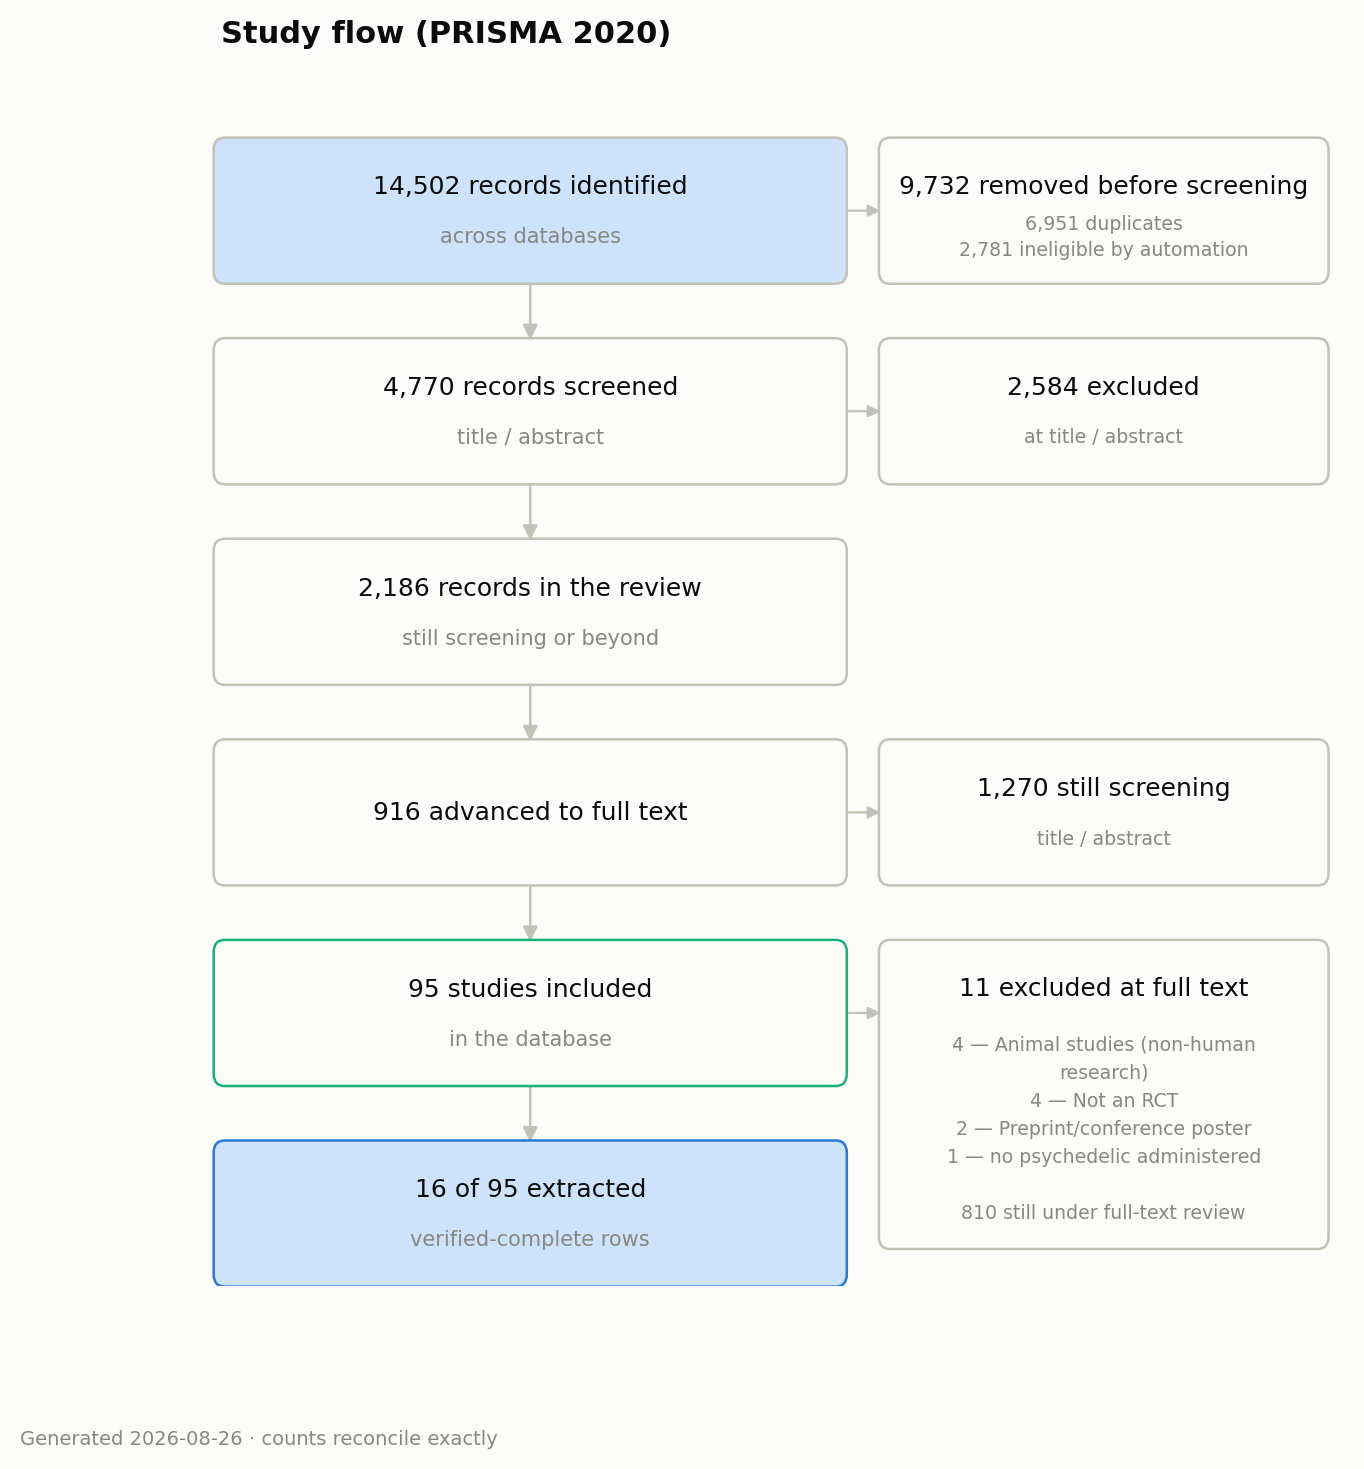 Study flow (PRISMA 2020)
14,502 records identified
across databases
9,732 removed before screening
6,951 duplicates
2,781 ineligible by automation
4,770 records screened
title / abstract
2,584 excluded
at title / abstract
2,186 records in the review
still screening or beyond
916 advanced to full text
1,270 still screening
title / abstract
95 studies included
in the database
11 excluded at full text
4 — Animal studies (non-human
research)
4 — Not an RCT
2 — Preprint/conference poster
1 — no psychedelic administered
810 still under full-text review
16 of 95 extracted
verified-complete rows
Generated 2026-08-26 · counts reconcile exactly